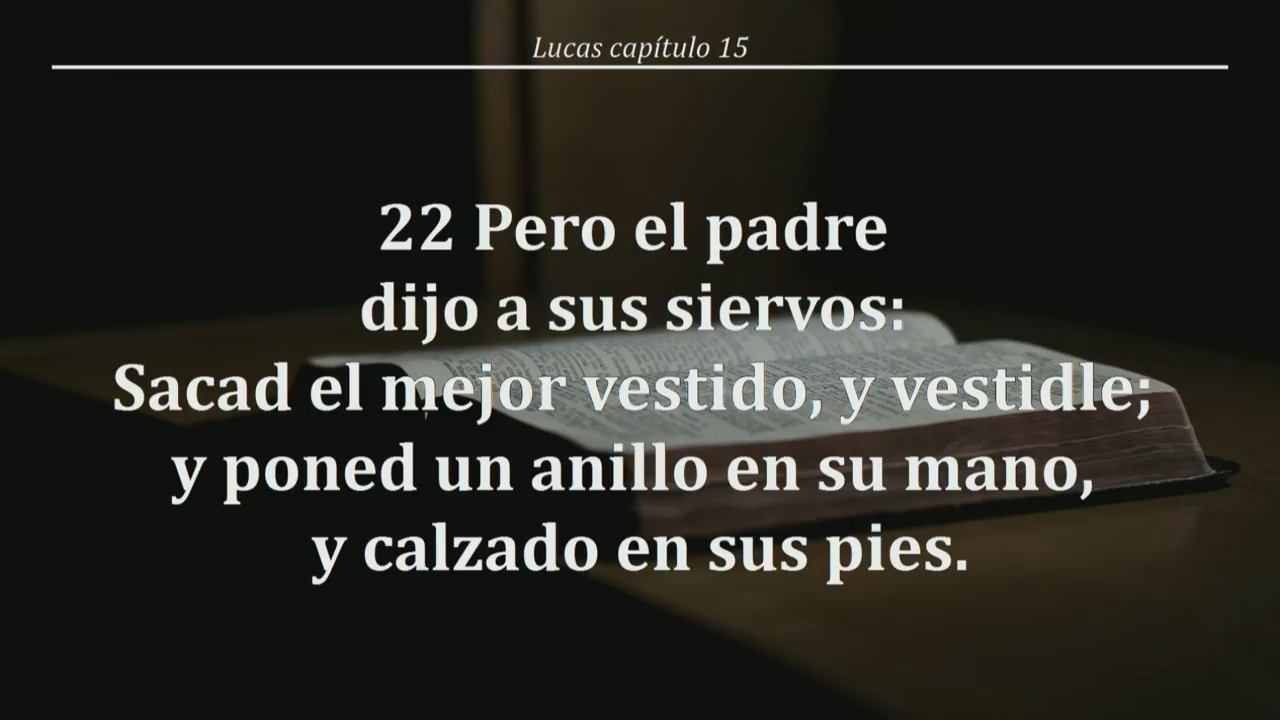 Lucas capítulo 15
22 Pero el padre
dijo a sus siervos:
Sacad el mejor vestido, y vestidle;
y poned un anillo en su mano,
y calzado en sus pies.